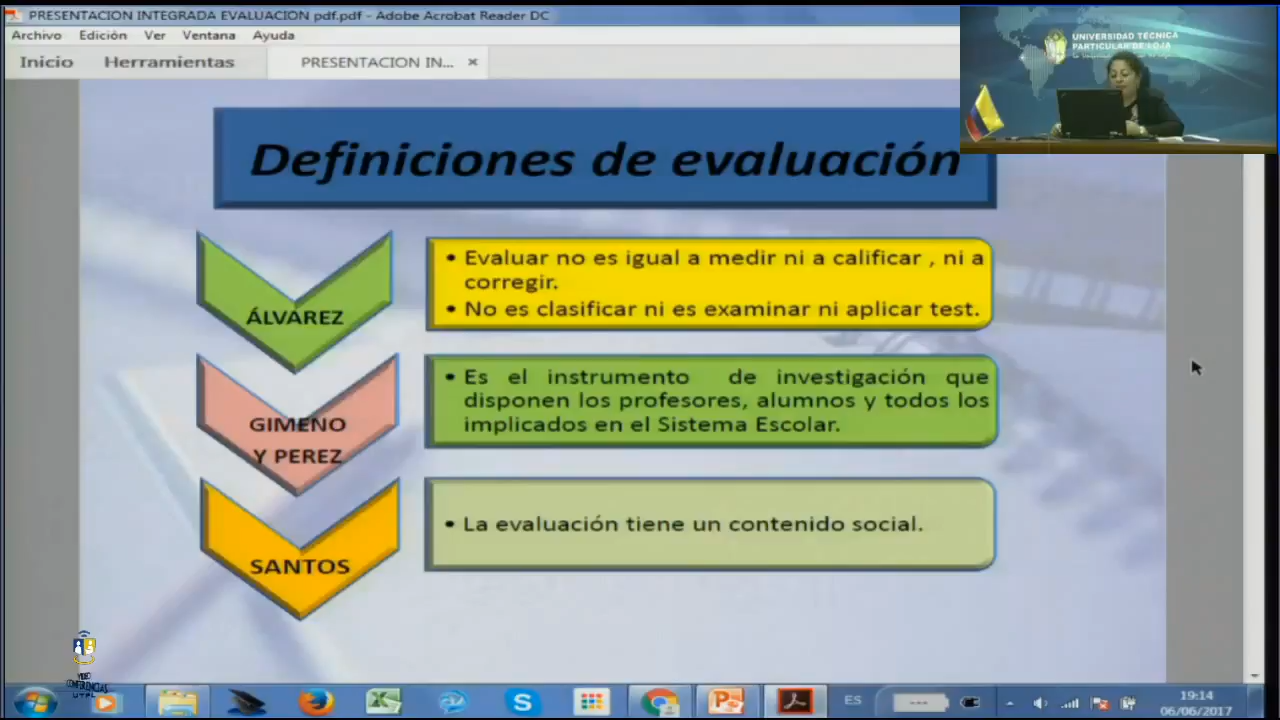 PRESENTACION INTEGRADA EVALUACION pdf.pdf - Adobe Acrobat Reader DC
Archivo Edición Ver Ventana Ayuda
Inicio Herramientas PRESENTACION IN... ×
UNIVERSIDAD TÉCNICA
PARTICULAR DE LOJA
Definiciones de evaluación
ÁLVAREZ
• Evaluar no es igual a medir ni a calificar , ni a
corregir.
• No es clasificar ni es examinar ni aplicar test.
GIMENO
Y PEREZ
• Es el instrumento de investigación que
disponen los profesores, alumnos y todos los
implicados en el Sistema Escolar.
SANTOS
• La evaluación tiene un contenido social.
VIDEO
CONFERENCIAS
UTPL
ES
19:14
06/06/2017